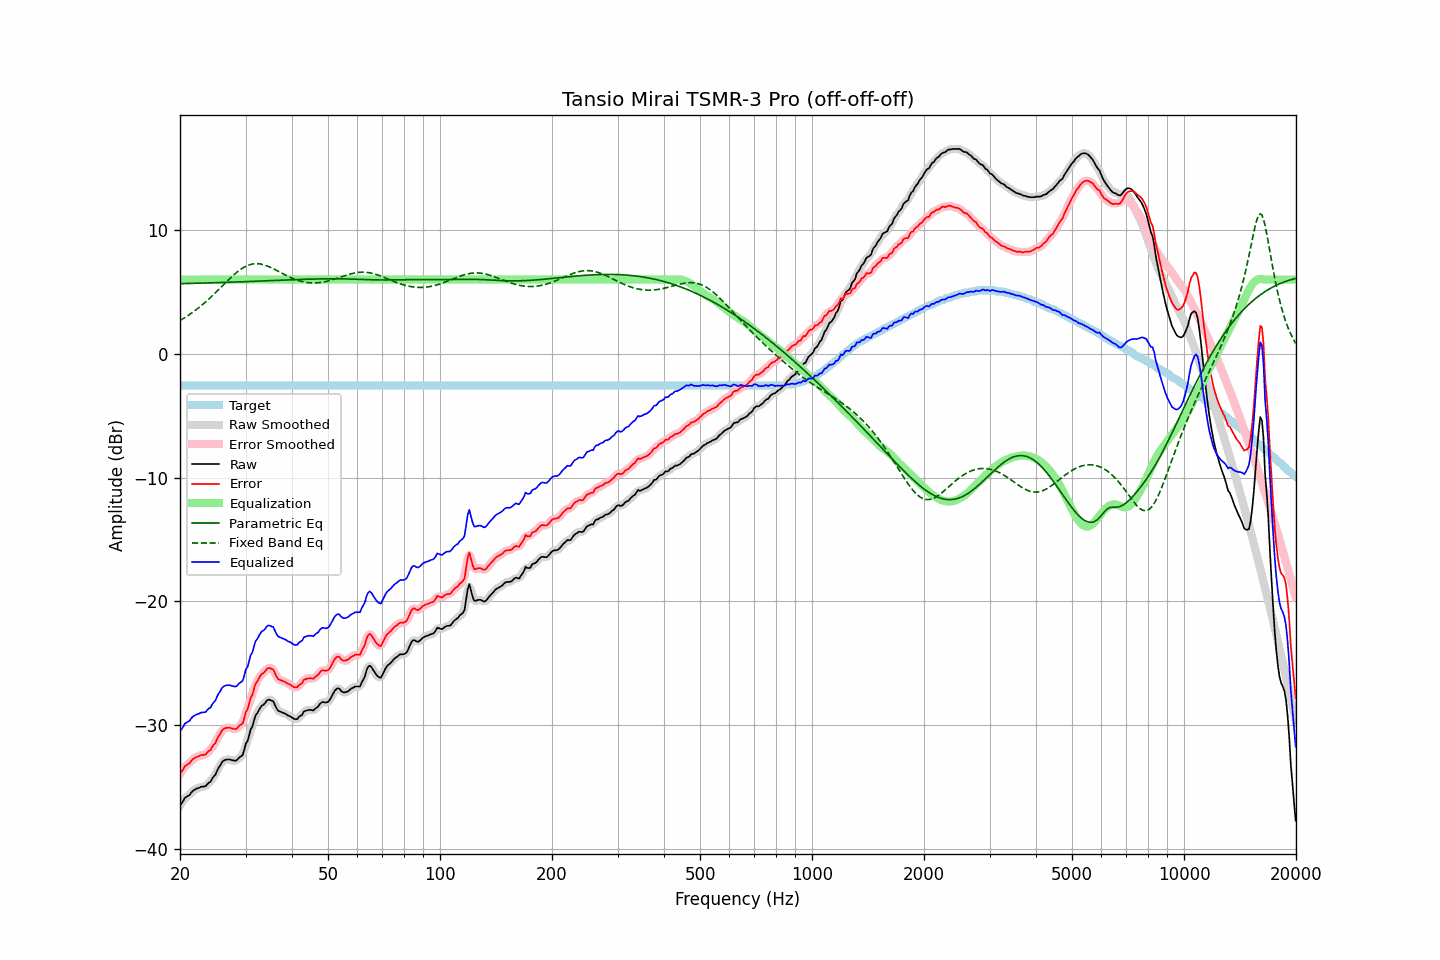 Tansio Mirai TSMR-3 Pro (off-off-off)
Amplitude (dBr)
10
0
−10
−20
−30
−40
Target
Raw Smoothed
Error Smoothed
Raw
Error
Equalization
Parametric Eq
Fixed Band Eq
Equalized
20 50 100 200 500 1000 2000 5000 10000 20000
Frequency (Hz)